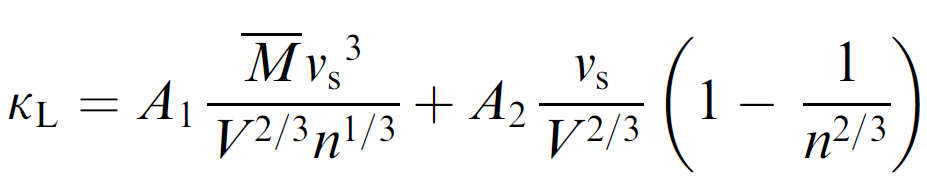 κ_L = A_1 \frac{\overline{M} v_s^3}{V^{2/3} n^{1/3}} + A_2 \frac{v_s}{V^{2/3}} \left( 1 - \frac{1}{n^{2/3}} \right)